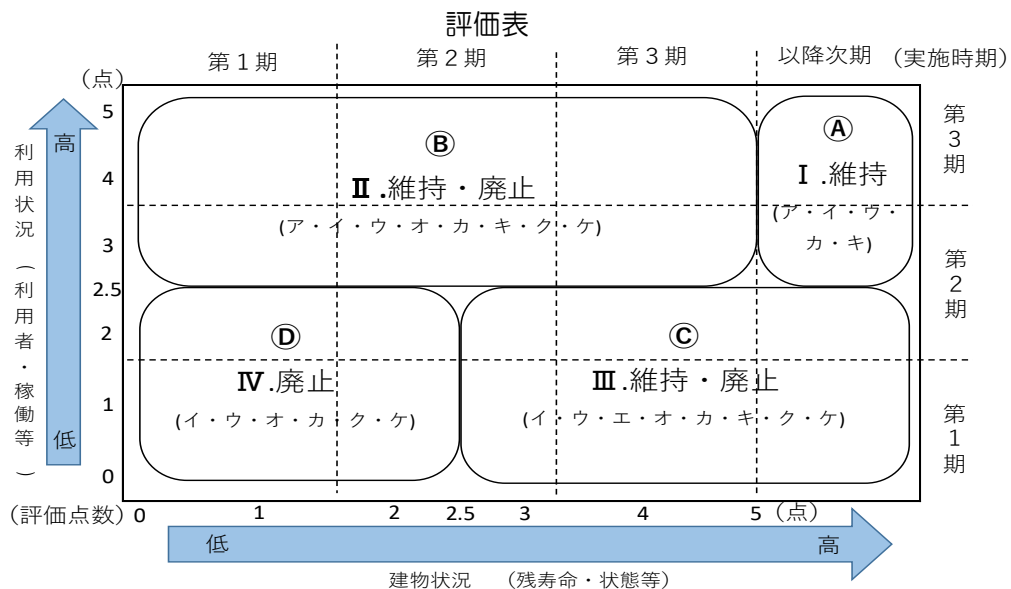 評価表
第１期 第２期 第３期 以降次期 (実施時期)
(点)
5
4
3
2.5
2
1
0
高
低
利用状況（利用者・稼働等）
Ⓑ
Ⅱ.維持・廃止
(ア・イ・ウ・オ・カ・キ・ク・ケ)
Ⓐ
Ⅰ.維持
(ア・イ・ウ・
カ・キ)
Ⓓ
Ⅳ.廃止
(イ・ウ・オ・カ・ク・ケ)
Ⓒ
Ⅲ.維持・廃止
(イ・ウ・エ・オ・カ・キ・ク・ケ)
第３期
第２期
第１期
(評価点数) 0 1 2 2.5 3 4 5 (点)
低 高
建物状況 （残寿命・状態等）